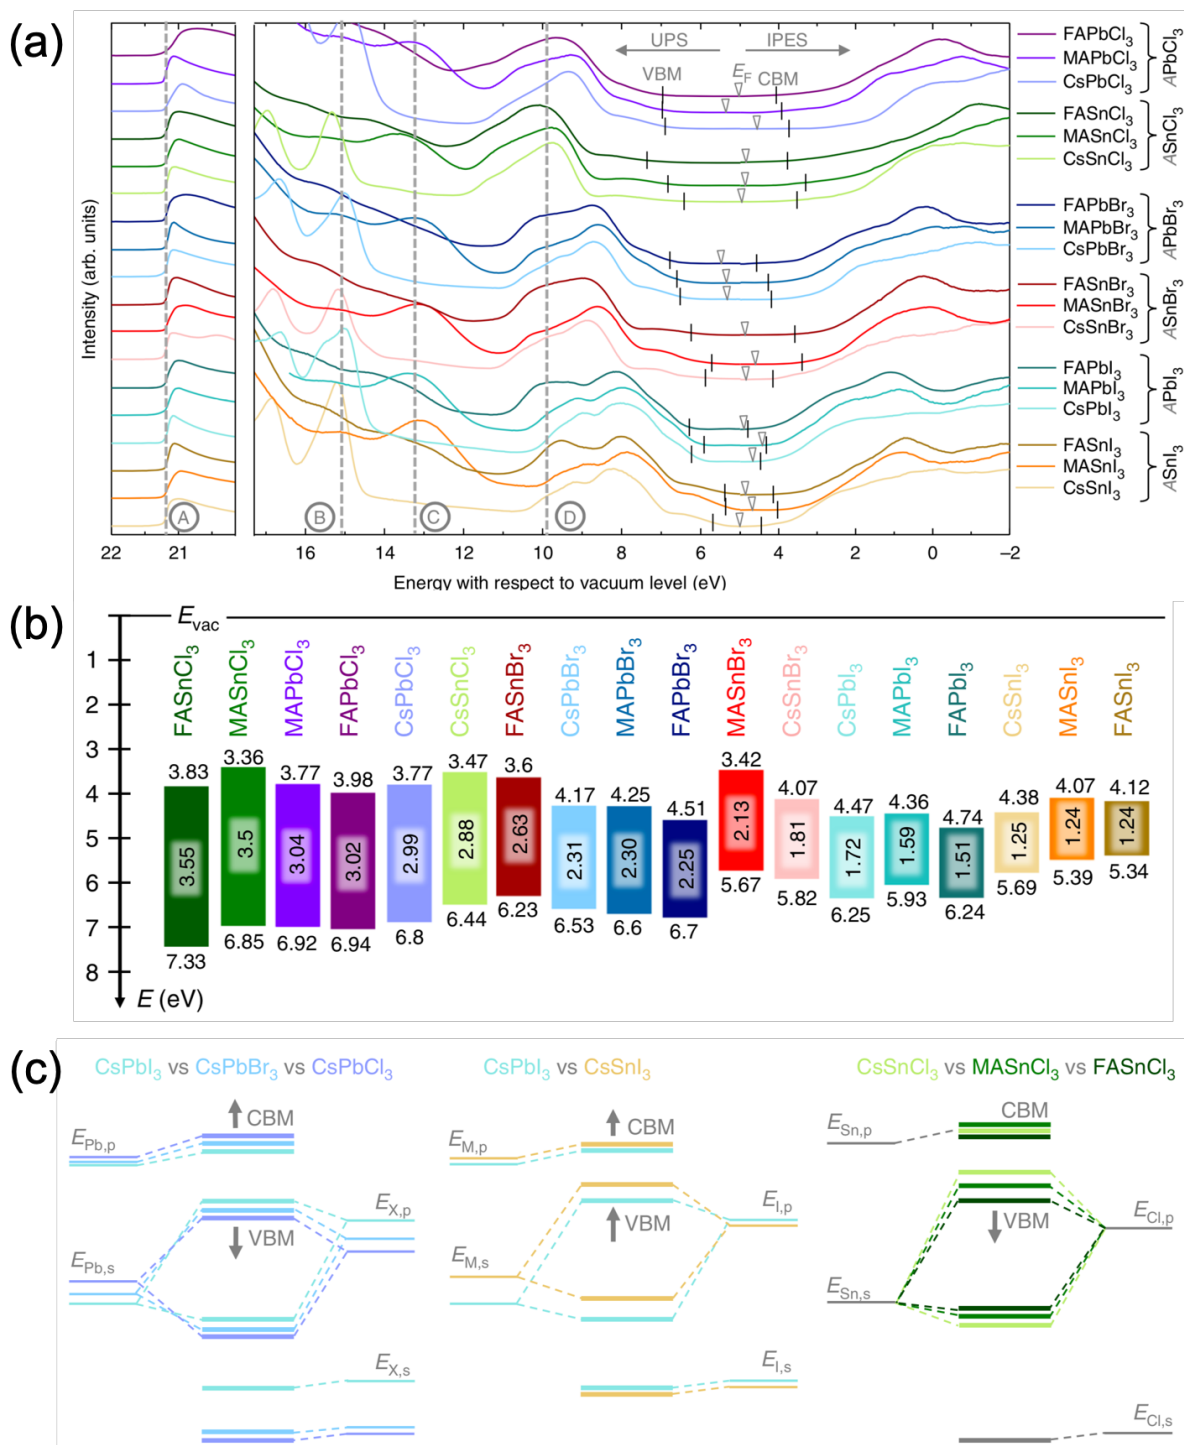 (a)
UPS IPES
VBM E_F CBM
FAPbCl₃
MAPbCl₃
CsPbCl₃
APbCl₃
FASnCl₃
MASnCl₃
CsSnCl₃
ASnCl₃
FAPbBr₃
MAPbBr₃
CsPbBr₃
APbBr₃
FASnBr₃
MASnBr₃
CsSnBr₃
ASnBr₃
FAPbI₃
MAPbI₃
CsPbI₃
APbI₃
FASnI₃
MASnI₃
CsSnI₃
ASnI₃
Intensity (arb. units)
A B C D
22 21 16 14 12 10 8 6 4 2 0 −2
Energy with respect to vacuum level (eV)
(b)
E_vac
1
2
3
4
5
6
7
8
E (eV)
FASnCl₃ MASnCl₃ MAPbCl₃ FAPbCl₃ CsPbCl₃ CsSnCl₃ FASnBr₃ CsPbBr₃ MAPbBr₃ FAPbBr₃ MASnBr₃ CsSnBr₃ CsPbI₃ MAPbI₃ FAPbI₃ CsSnI₃ MASnI₃ FASnI₃
3.83 3.36 3.77 3.98 3.77 3.47 3.6 4.17 4.25 4.51 3.42 4.07 4.47 4.36 4.74 4.38 4.07 4.12
3.55 3.5 3.04 3.02 2.99 2.88 2.63 2.31 2.30 2.25 2.13 1.81 1.72 1.59 1.51 1.25 1.24 1.24
7.33 6.85 6.92 6.94 6.8 6.44 6.23 6.53 6.6 6.7 5.67 5.82 6.25 5.93 6.24 5.69 5.39 5.34
(c)
CsPbI₃ vs CsPbBr₃ vs CsPbCl₃
CBM
E_Pb,p
E_X,p
VBM
E_Pb,s
E_X,s
CsPbI₃ vs CsSnI₃
CBM
E_M,p
E_I,p
VBM
E_M,s
E_I,s
CsSnCl₃ vs MASnCl₃ vs FASnCl₃
CBM
E_Sn,p
E_Cl,p
VBM
E_Sn,s
E_Cl,s